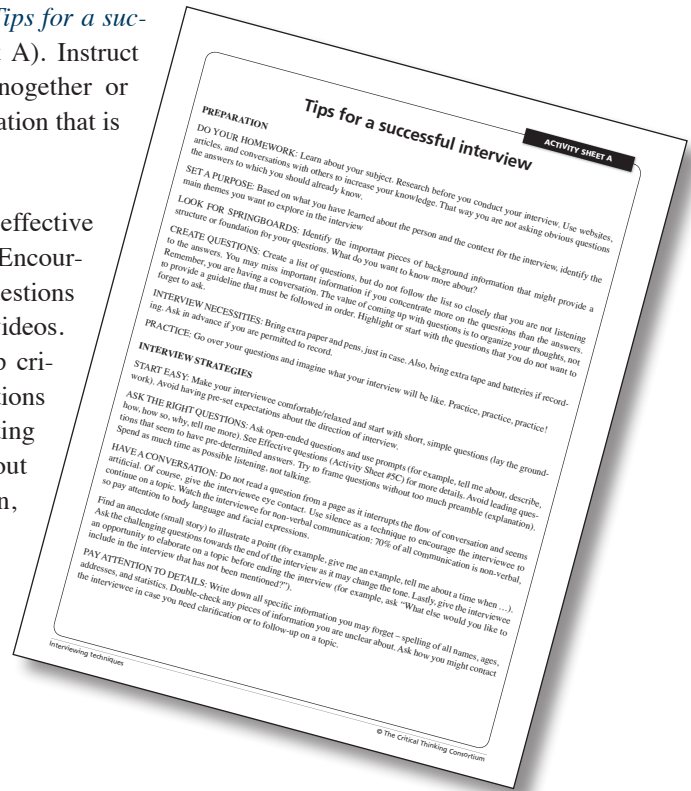 Tips for a suc-
A). Instruct
nogether or
ation that is
effective
Encour-
estions
videos.
p cri-
tions
ting
out
n,
ACTIVITY SHEET A
Tips for a successful interview
PREPARATION
DO YOUR HOMEWORK: Learn about your subject. Research before you conduct your interview. Use websites,
articles, and conversations with others to increase your knowledge. That way you are not asking obvious questions
the answers to which you should already know.
SET A PURPOSE: Based on what you have learned about the person and the context for the interview, identify the
main themes you want to explore in the interview
LOOK FOR SPRINGBOARDS: Identify the important pieces of background information that might provide a
structure or foundation for your questions. What do you want to know more about?
CREATE QUESTIONS: Create a list of questions, but do not follow the list so closely that you are not listening
to the answers. You may miss important information if you concentrate more on the questions than the answers.
Remember, you are having a conversation. The value of coming up with questions is to organize your thoughts, not
to provide a guideline that must be followed in order. Highlight or start with the questions that you do not want to
forget to ask.
INTERVIEW NECESSITIES: Bring extra paper and pens, just in case. Also, bring extra tape and batteries if record-
ing. Ask in advance if you are permitted to record.
PRACTICE: Go over your questions and imagine what your interview will be like. Practice, practice, practice!
INTERVIEW STRATEGIES
START EASY: Make your interviewee comfortable/relaxed and start with short, simple questions (lay the ground-
work). Avoid having pre-set expectations about the direction of interview.
ASK THE RIGHT QUESTIONS: Ask open-ended questions and use prompts (for example, tell me about, describe,
how, how so, why, tell me more). See Effective questions (Activity Sheet #5C) for more details. Avoid leading ques-
tions that seem to have pre-determined answers. Try to frame questions without too much preamble (explanation).
Spend as much time as possible listening, not talking.
HAVE A CONVERSATION: Do not read a question from a page as it interrupts the flow of conversation and seems
artificial. Of course, give the interviewee eye contact. Use silence as a technique to encourage the interviewee to
continue on a topic. Watch the interviewee for non-verbal communication: 70% of all communication is non-verbal,
so pay attention to body language and facial expressions.
Find an anecdote (small story) to illustrate a point (for example, give me an example, tell me about a time when …).
Ask the challenging questions towards the end of the interview as it may change the tone. Lastly, give the interviewee
an opportunity to elaborate on a topic before ending the interview (for example, ask “What else would you like to
include in the interview that has not been mentioned?”).
PAY ATTENTION TO DETAILS: Write down all specific information you may forget – spelling of all names, ages,
addresses, and statistics. Double-check any pieces of information you are unclear about. Ask how you might contact
the interviewee in case you need clarification or to follow-up on a topic.
Interviewing techniques
© The Critical Thinking Consortium